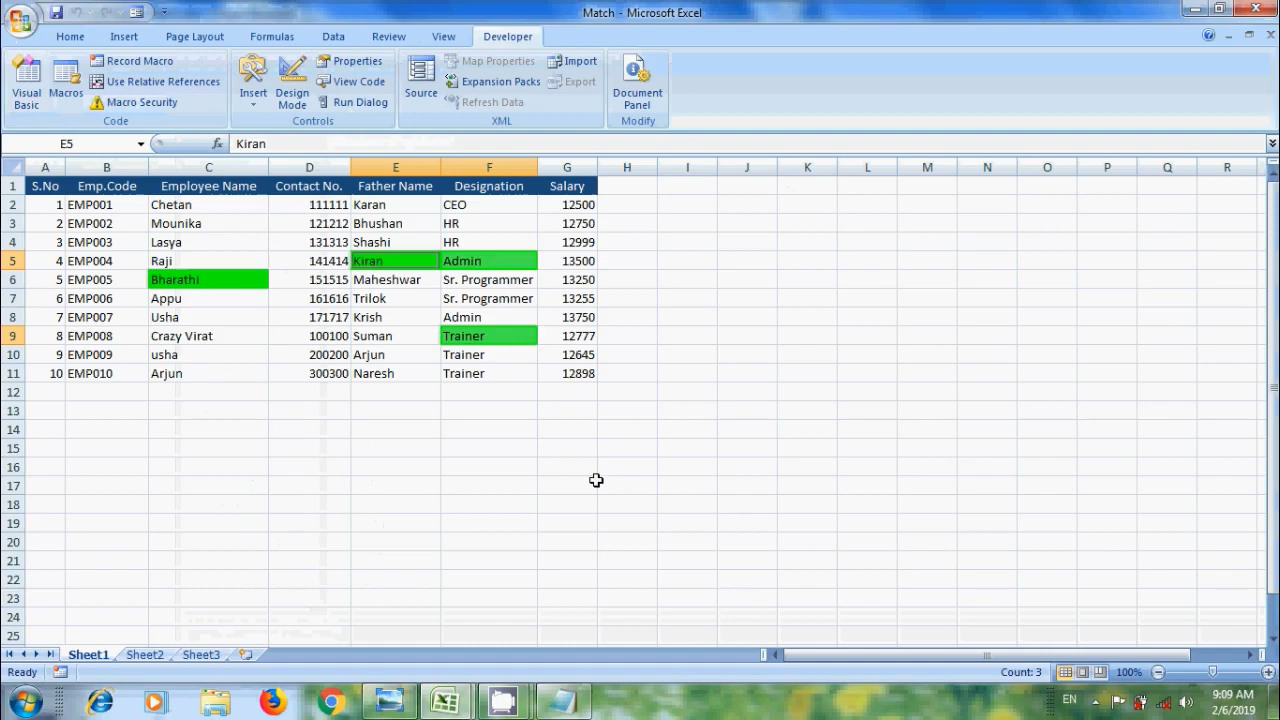 Match - Microsoft Excel
Home Insert Page Layout Formulas Data Review View Developer
Visual Basic
Macros
Record Macro
Use Relative References
Macro Security
Code
Insert
Design Mode
Properties
View Code
Run Dialog
Controls
Source
Map Properties
Expansion Packs
Refresh Data
Import
Export
XML
Document Panel
Modify
E5 fx Kiran
A B C D E F G H I J K L M N O P Q R
1 S.No Emp.Code Employee Name Contact No. Father Name Designation Salary
2 1 EMP001 Chetan 111111 Karan CEO 12500
3 2 EMP002 Mounika 121212 Bhushan HR 12750
4 3 EMP003 Lasya 131313 Shashi HR 12999
5 4 EMP004 Raji 141414 Kiran Admin 13500
6 5 EMP005 Bharathi 151515 Maheshwar Sr. Programmer 13250
7 6 EMP006 Appu 161616 Trilok Sr. Programmer 13255
8 7 EMP007 Usha 171717 Krish Admin 13750
9 8 EMP008 Crazy Virat 100100 Suman Trainer 12777
10 9 EMP009 usha 200200 Arjun Trainer 12645
11 10 EMP010 Arjun 300300 Naresh Trainer 12898
12
13
14
15
16
17
18
19
20
21
22
23
24
25
Sheet1 Sheet2 Sheet3
Ready Count: 3 100%
EN 9:09 AM
2/6/2019